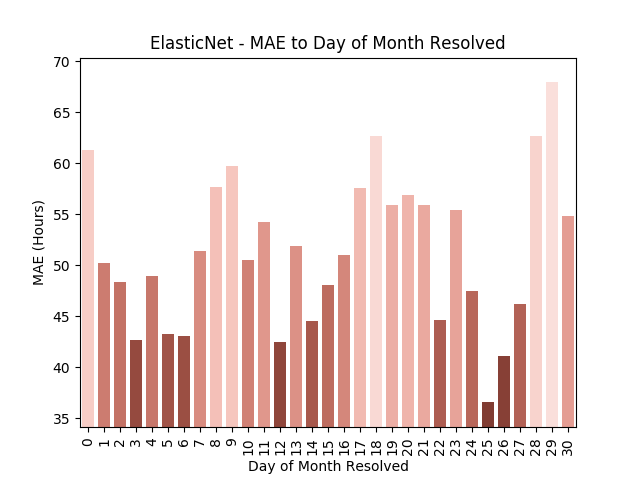 ElasticNet - MAE to Day of Month Resolved
70
65
60
55
50
45
40
35
MAE (Hours)
0 1 2 3 4 5 6 7 8 9 10 11 12 13 14 15 16 17 18 19 20 21 22 23 24 25 26 27 28 29 30
Day of Month Resolved